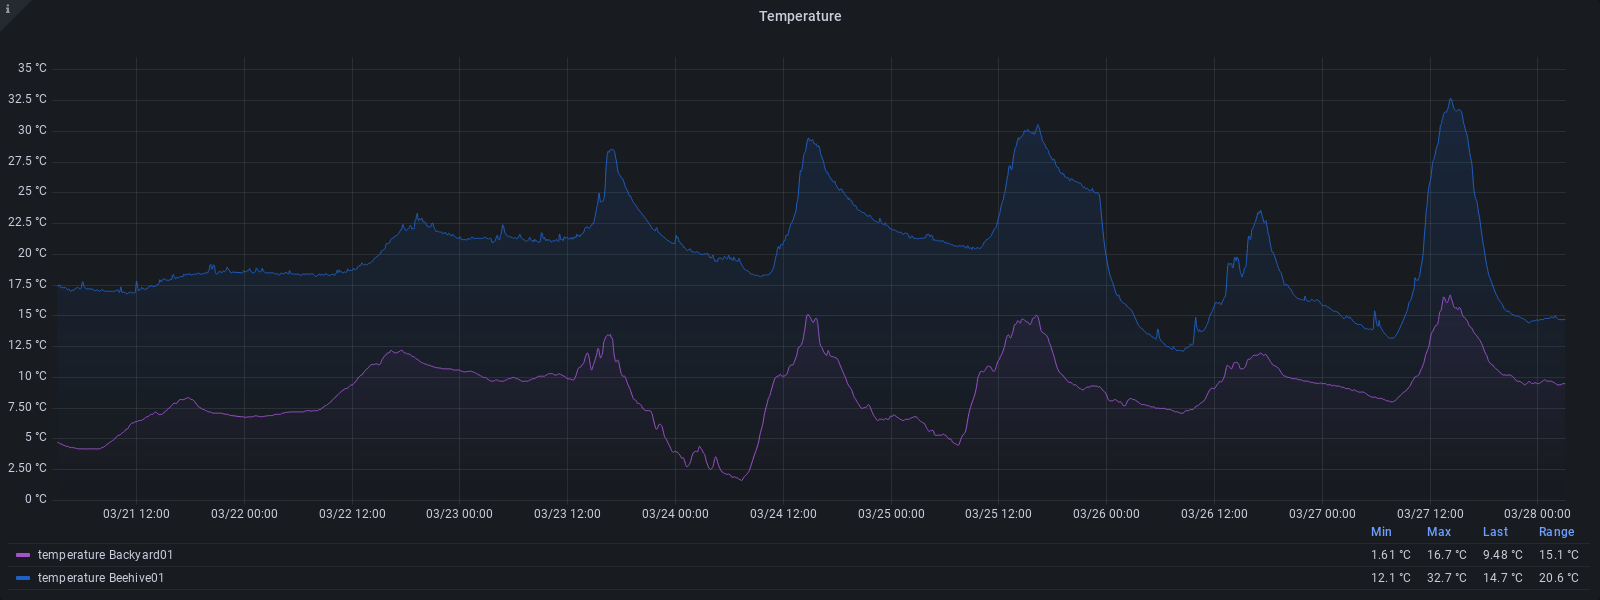 i
Temperature
35 °C
32.5 °C
30 °C
27.5 °C
25 °C
22.5 °C
20 °C
17.5 °C
15 °C
12.5 °C
10 °C
7.50 °C
5 °C
2.50 °C
0 °C
03/21 12:00 03/22 00:00 03/22 12:00 03/23 00:00 03/23 12:00 03/24 00:00 03/24 12:00 03/25 00:00 03/25 12:00 03/26 00:00 03/26 12:00 03/27 00:00 03/27 12:00 03/28 00:00
Min Max Last Range
temperature Backyard01 1.61 °C 16.7 °C 9.48 °C 15.1 °C
temperature Beehive01 12.1 °C 32.7 °C 14.7 °C 20.6 °C